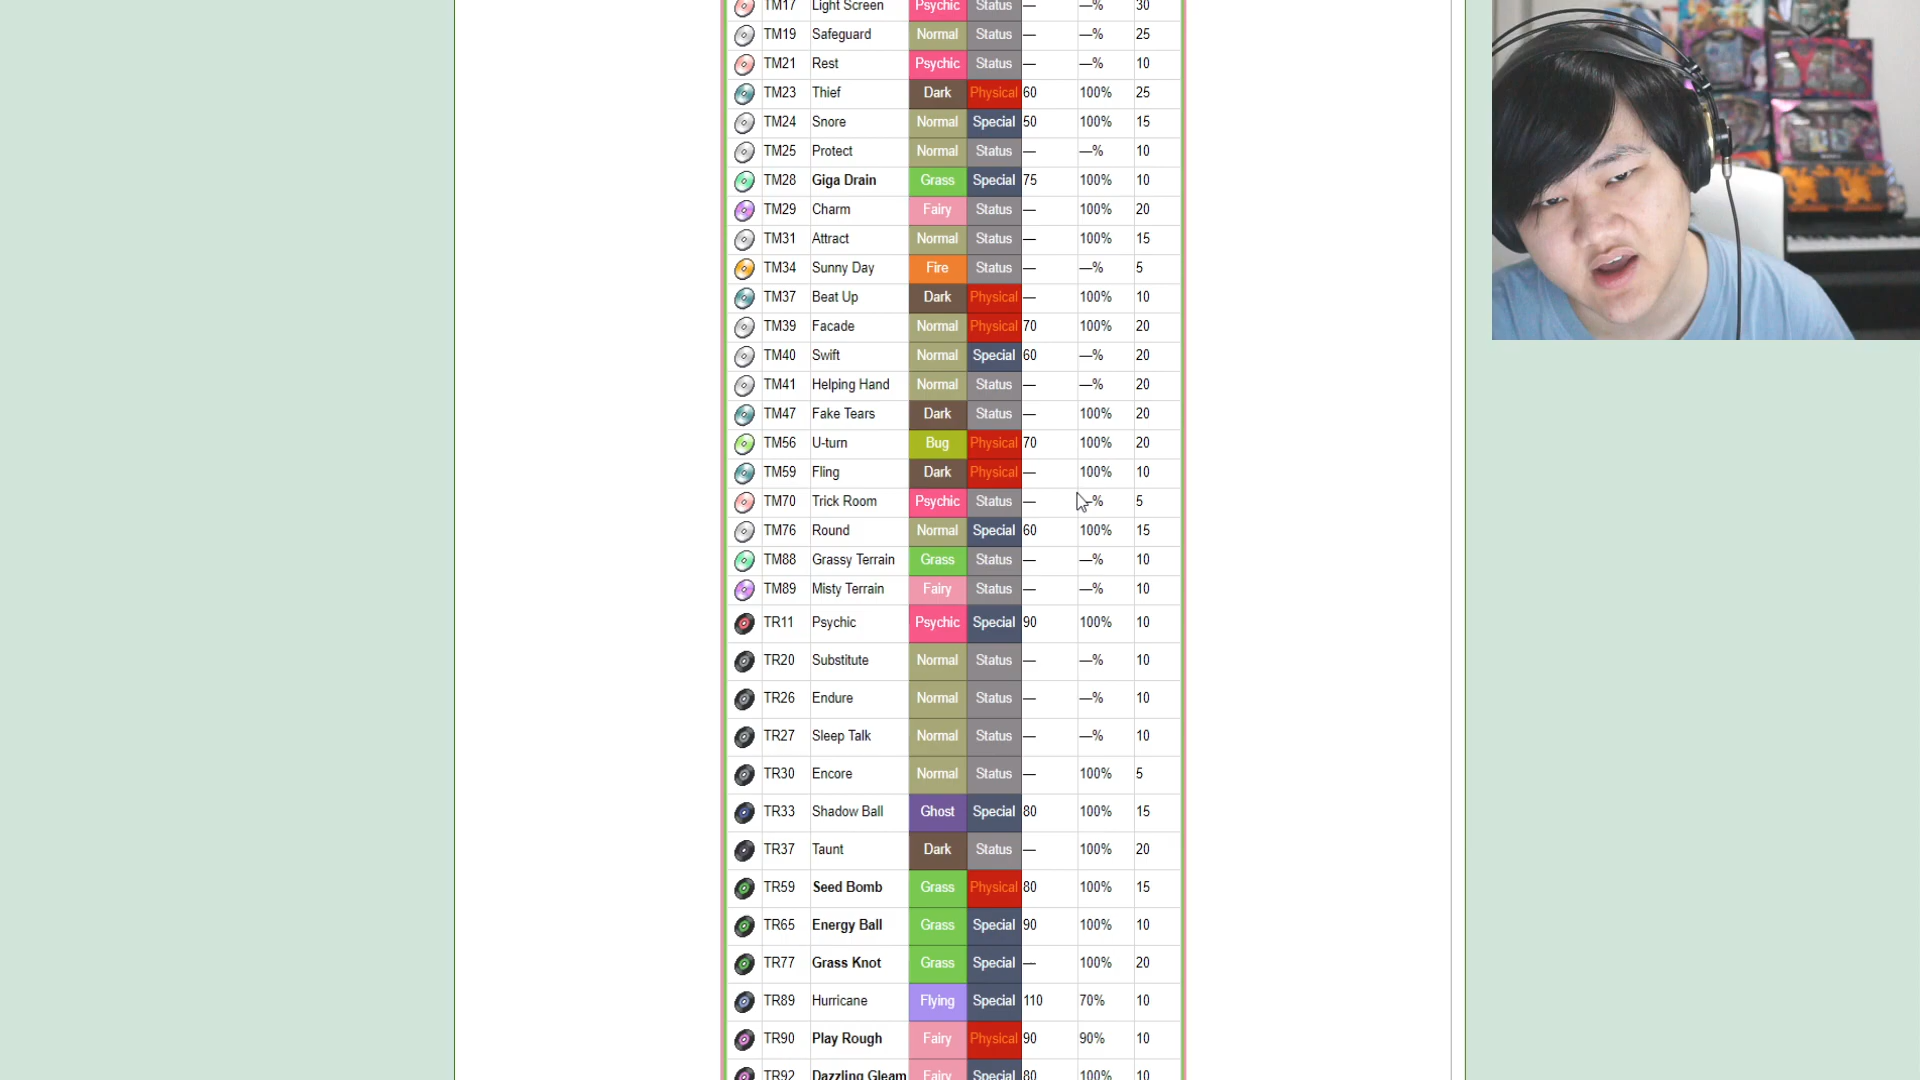 TM17 Light Screen Psychic Status — —% 30
TM19 Safeguard Normal Status — —% 25
TM21 Rest Psychic Status — —% 10
TM23 Thief Dark Physical 60 100% 25
TM24 Snore Normal Special 50 100% 15
TM25 Protect Normal Status — —% 10
TM28 Giga Drain Grass Special 75 100% 10
TM29 Charm Fairy Status — 100% 20
TM31 Attract Normal Status — 100% 15
TM34 Sunny Day Fire Status — —% 5
TM37 Beat Up Dark Physical — 100% 10
TM39 Facade Normal Physical 70 100% 20
TM40 Swift Normal Special 60 —% 20
TM41 Helping Hand Normal Status — —% 20
TM47 Fake Tears Dark Status — 100% 20
TM56 U-turn Bug Physical 70 100% 20
TM59 Fling Dark Physical — 100% 10
TM70 Trick Room Psychic Status — —% 5
TM76 Round Normal Special 60 100% 15
TM88 Grassy Terrain Grass Status — —% 10
TM89 Misty Terrain Fairy Status — —% 10
TR11 Psychic Psychic Special 90 100% 10
TR20 Substitute Normal Status — —% 10
TR26 Endure Normal Status — —% 10
TR27 Sleep Talk Normal Status — —% 10
TR30 Encore Normal Status — 100% 5
TR33 Shadow Ball Ghost Special 80 100% 15
TR37 Taunt Dark Status — 100% 20
TR59 Seed Bomb Grass Physical 80 100% 15
TR65 Energy Ball Grass Special 90 100% 10
TR77 Grass Knot Grass Special — 100% 20
TR89 Hurricane Flying Special 110 70% 10
TR90 Play Rough Fairy Physical 90 90% 10
TR92 Dazzling Gleam Fairy Special 80 100% 10